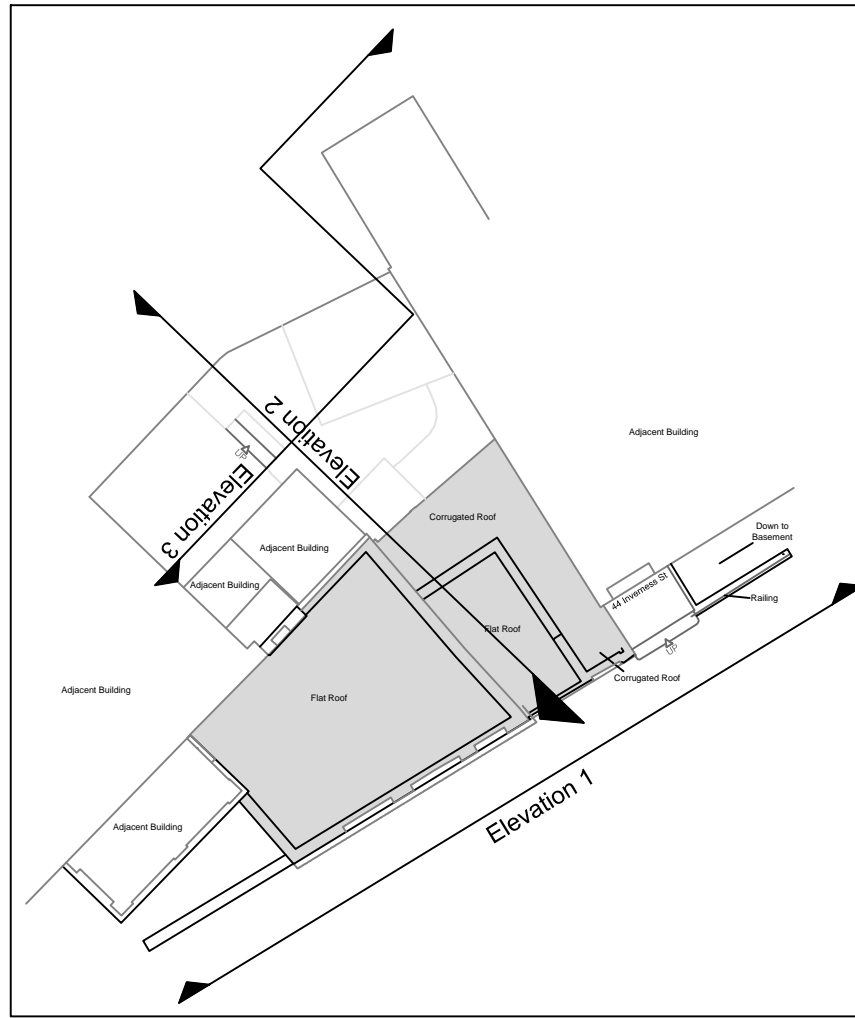 Elevation 2
UP
Elevation 3
Adjacent Building
Corrugated Roof
Down to
Basement
Adjacent Building
Adjacent Building
44 Inverness St
Railing
Flat Roof
UP
Corrugated Roof
Adjacent Building
Flat Roof
Elevation 1
Adjacent Building